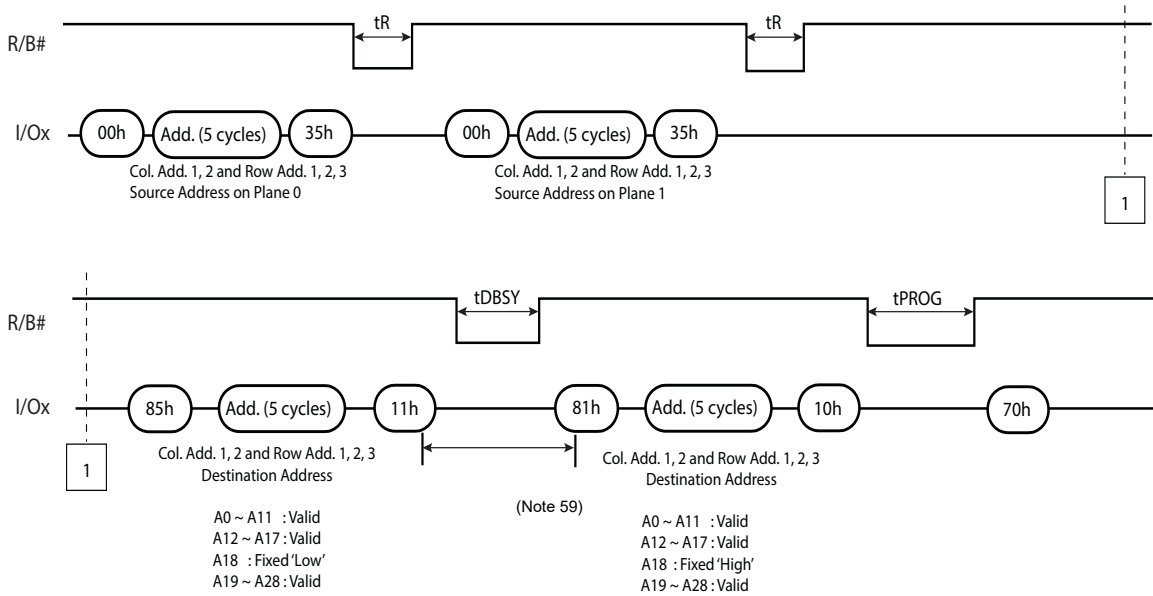 tR
tR
R/B#
I/Ox
00h
Add. (5 cycles)
35h
00h
Add. (5 cycles)
35h
Col. Add. 1, 2 and Row Add. 1, 2, 3
Source Address on Plane 0
Col. Add. 1, 2 and Row Add. 1, 2, 3
Source Address on Plane 1
1
tDBSY
tPROG
R/B#
I/Ox
85h
Add. (5 cycles)
11h
81h
Add. (5 cycles)
10h
70h
1
Col. Add. 1, 2 and Row Add. 1, 2, 3
Destination Address
A0 ~ A11 : Valid
A12 ~ A17 : Valid
A18 : Fixed 'Low'
A19 ~ A28 : Valid
(Note 59)
Col. Add. 1, 2 and Row Add. 1, 2, 3
Destination Address
A0 ~ A11 : Valid
A12 ~ A17 : Valid
A18 : Fixed 'High'
A19 ~ A28 : Valid